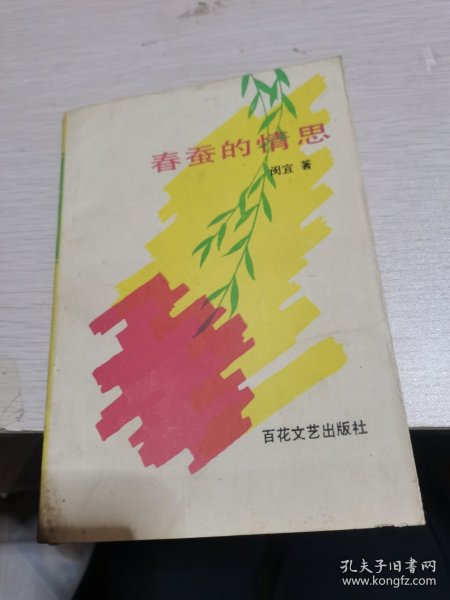 春蚕的情思
闵宜 著
百花文艺出版社
孔夫子旧书网
www.kongfz.com